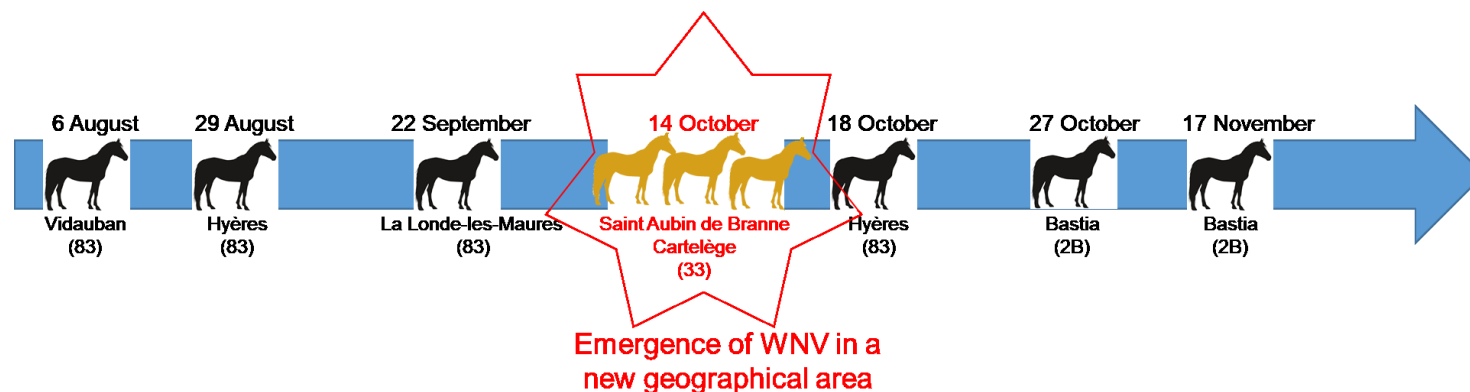 6 August
29 August
22 September
14 October
18 October
27 October
17 November
Vidauban
(83)
Hyères
(83)
La Londe-les-Maures
(83)
Saint Aubin de Branne
Cartelège
(33)
Hyères
(83)
Bastia
(2B)
Bastia
(2B)
Emergence of WNV in a
new geographical area